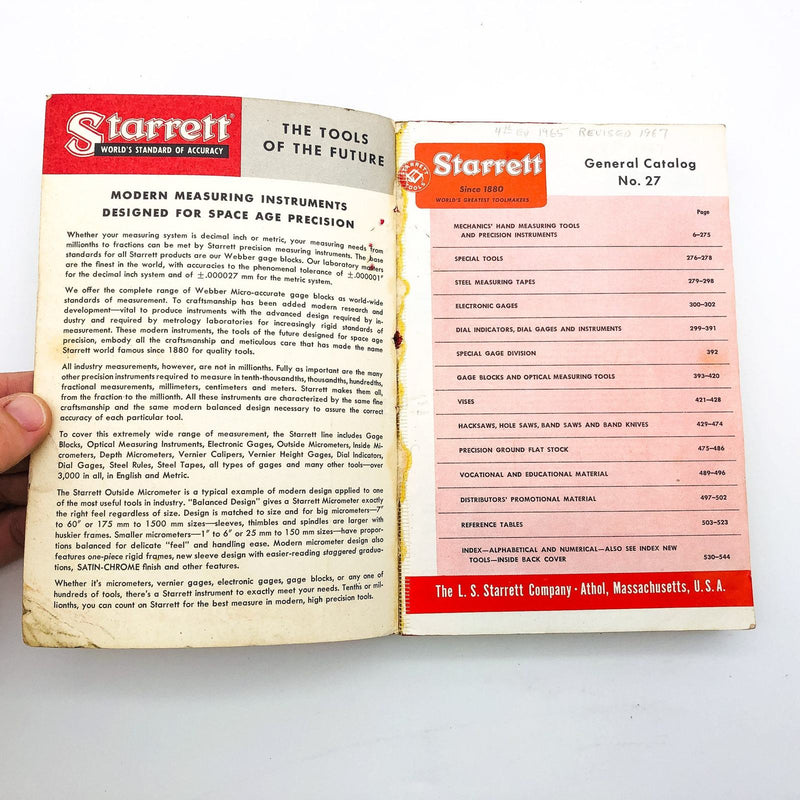 Starrett®
WORLD'S STANDARD OF ACCURACY
THE TOOLS
OF THE FUTURE
MODERN MEASURING INSTRUMENTS
DESIGNED FOR SPACE AGE PRECISION
Whether your measuring system is decimal inch or metric, your measuring needs from
millionths to fractions can be met by Starrett precision measuring instruments. The base
standards for all Starrett products are our Webber gage blocks. Our laboratory masters
are the finest in the world, with accuracies to the phenomenal tolerance of ±.000001"
for the decimal inch system and of ±.000027 mm for the metric system.
We offer the complete range of Webber Micro-accurate gage blocks as world-wide
standards of measurement. To craftsmanship has been added modern research and
development—vital to produce instruments with the advanced design required by in-
dustry and required by metrology laboratories for increasingly rigid standards of
measurement. These modern instruments, the tools of the future designed for space age
precision, embody all the craftsmanship and meticulous care that has made the name
Starrett world famous since 1880 for quality tools.
All industry measurements, however, are not in millionths. Fully as important are the many
other precision instruments required to measure in tenth-thousandths, thousandths, hundredths,
fractional measurements, millimeters, centimeters and meters. Starrett makes them all,
from the fraction to the millionth. All these instruments are characterized by the same fine
craftsmanship and the same modern balanced design necessary to assure the correct
accuracy of each particular tool.
To cover this extremely wide range of measurement, the Starrett line includes Gage
Blocks, Optical Measuring Instruments, Electronic Gages, Outside Micrometers, Inside Mi-
crometers, Depth Micrometers, Vernier Calipers, Vernier Height Gages, Dial Indicators,
Dial Gages, Steel Rules, Steel Tapes, all types of gages and many other tools—over
3,000 in all, in English and Metric.
The Starrett Outside Micrometer is a typical example of modern design applied to one
of the most useful tools in industry. "Balanced Design" gives a Starrett Micrometer exactly
the right feel regardless of size. Design is matched to size and for big micrometers—7"
to 60" or 175 mm to 1500 mm sizes—sleeves, thimbles and spindles are larger with
huskier frames. Smaller micrometers—1" to 6" or 25 mm to 150 mm sizes—have propor-
tions balanced for delicate "feel" and handling ease. Modern micrometer design also
features one-piece rigid frames, new sleeve design with easier-reading staggered gradua-
tions, SATIN-CHROME finish and other features.
Whether it's micrometers, vernier gages, electronic gages, gage blocks, or any one of
hundreds of tools, there's a Starrett instrument to exactly meet your needs. Tenths or mil-
lionths, you can count on Starrett for the best measure in modern, high precision tools.
4th ED 1965 REVISED 1967
STARRETT
TOOLS
Starrett
Since 1880
WORLD'S GREATEST TOOLMAKERS
General Catalog
No. 27
Page
MECHANICS' HAND MEASURING TOOLS
AND PRECISION INSTRUMENTS 6–275
SPECIAL TOOLS 276–278
STEEL MEASURING TAPES 279–298
ELECTRONIC GAGES 300–302
DIAL INDICATORS, DIAL GAGES AND INSTRUMENTS 299–391
SPECIAL GAGE DIVISION 392
GAGE BLOCKS AND OPTICAL MEASURING TOOLS 393–420
VISES 421–428
HACKSAWS, HOLE SAWS, BAND SAWS AND BAND KNIVES 429–474
PRECISION GROUND FLAT STOCK 475–486
VOCATIONAL AND EDUCATIONAL MATERIAL 489–496
DISTRIBUTORS' PROMOTIONAL MATERIAL 497–502
REFERENCE TABLES 503–523
INDEX—ALPHABETICAL AND NUMERICAL—ALSO SEE INDEX NEW
TOOLS—INSIDE BACK COVER 530–544
The L. S. Starrett Company · Athol, Massachusetts, U.S.A.